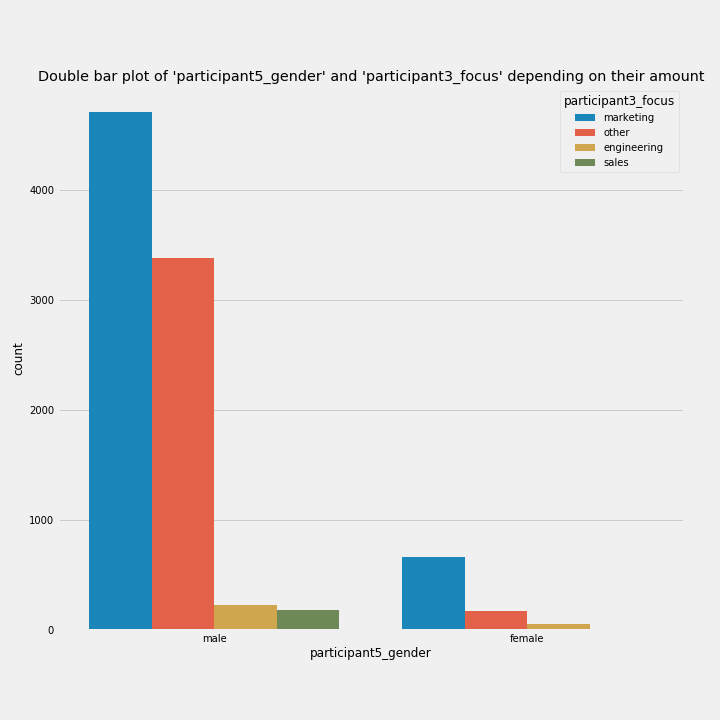 Double bar plot of 'participant5_gender' and 'participant3_focus' depending on their amount
participant3_focus
marketing
other
engineering
sales
4000
3000
2000
1000
0
count
male
female
participant5_gender